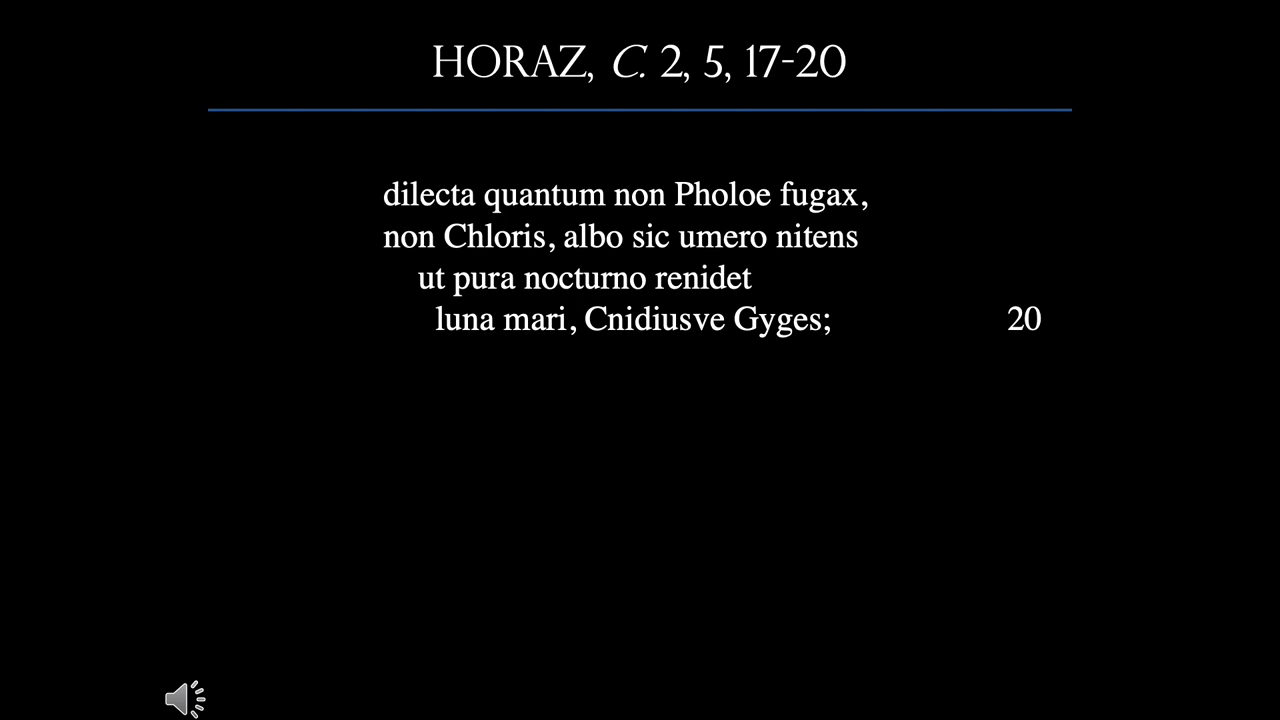 HORAZ, C. 2, 5, 17-20
dilecta quantum non Pholoe fugax,
non Chloris, albo sic umero nitens
ut pura nocturno renidet
luna mari, Cnidiusve Gyges; 20